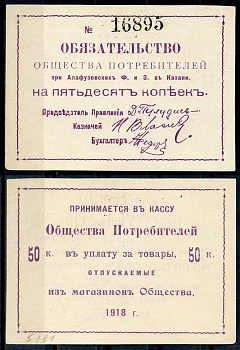 № 16895
ОБЯЗАТЕЛЬСТВО
ОБЩЕСТВА ПОТРЕБИТЕЛЕЙ
при Алафузовскихъ Ф. и З. въ Казани.
на ПЯТЬДЕСЯТЪ КОПѢЕКЪ.
Предсѣдатель Правленія
Казначей
Бухгалтеръ
ПРИНИМАЕТСЯ ВЪ КАССУ
Общества Потребителей
50 к. въ уплату за товары, 50 к.
ОТПУСКАЕМЫЕ
изъ магазиновъ Общества.
1918 г.